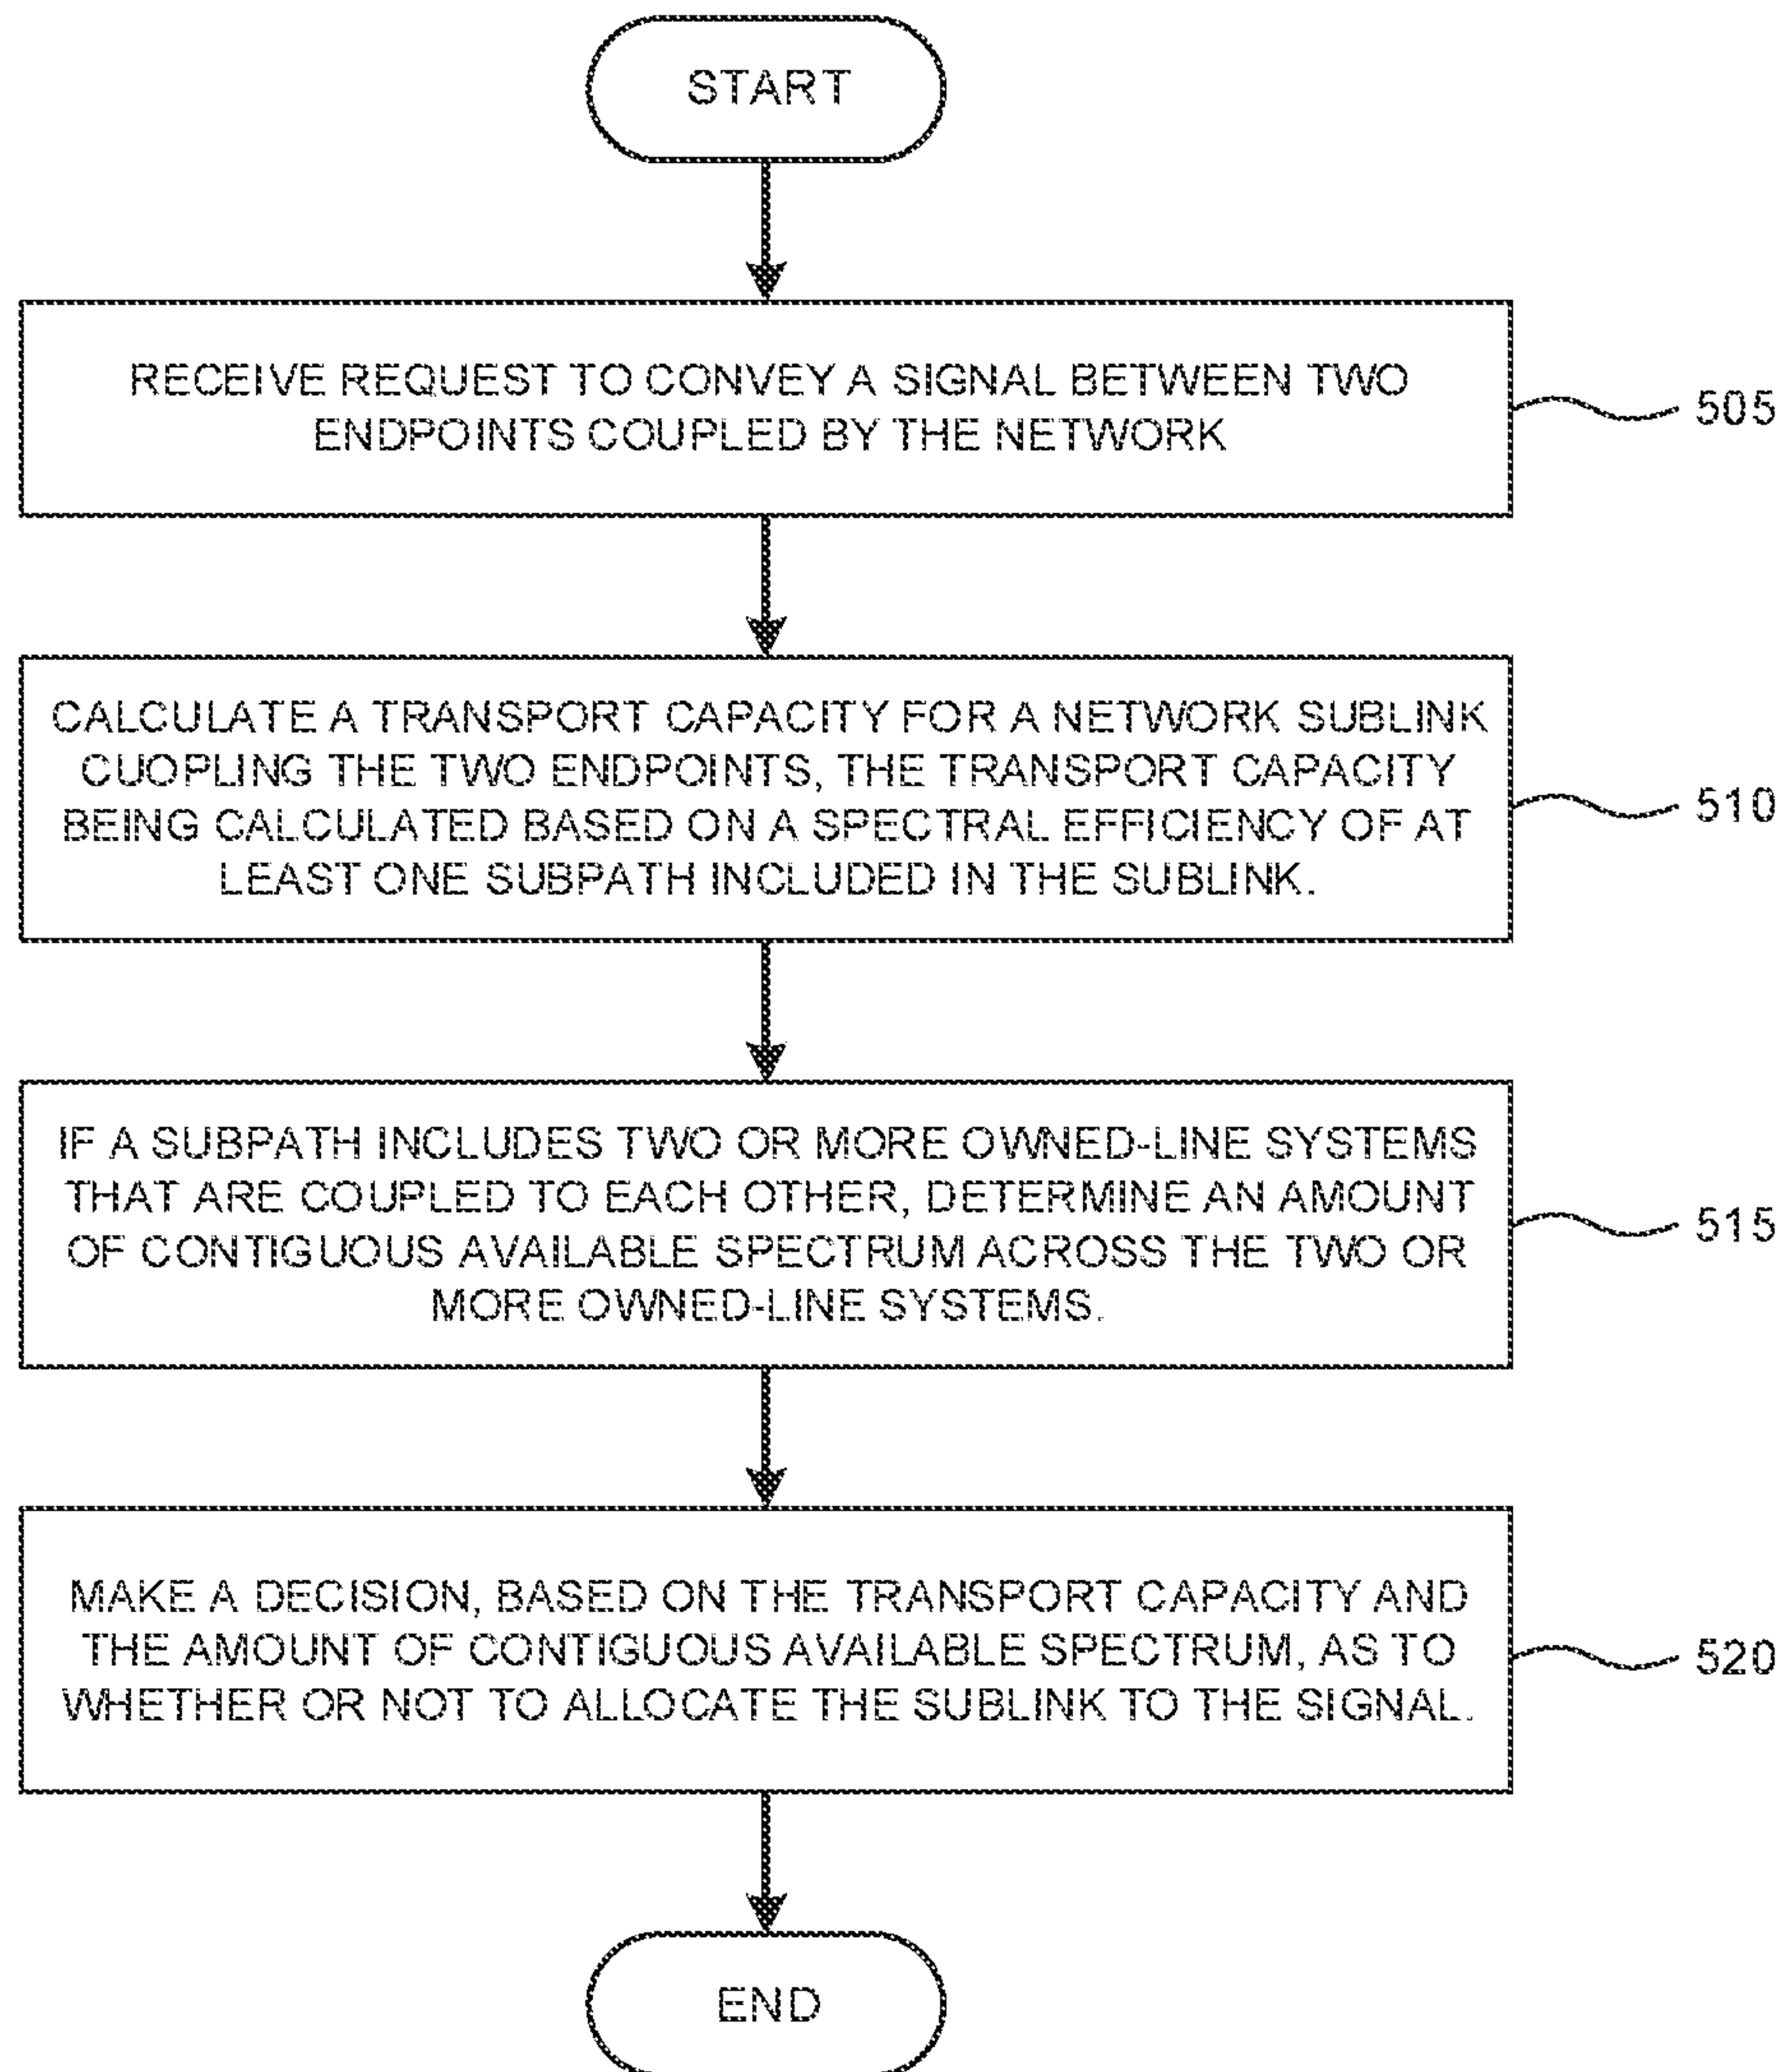 START
RECEIVE REQUEST TO CONVEY A SIGNAL BETWEEN TWO
ENDPOINTS COUPLED BY THE NETWORK
505
CALCULATE A TRANSPORT CAPACITY FOR A NETWORK SUBLINK
CUOPLING THE TWO ENDPOINTS, THE TRANSPORT CAPACITY
BEING CALCULATED BASED ON A SPECTRAL EFFICIENCY OF AT
LEAST ONE SUBPATH INCLUDED IN THE SUBLINK.
510
IF A SUBPATH INCLUDES TWO OR MORE OWNED-LINE SYSTEMS
THAT ARE COUPLED TO EACH OTHER, DETERMINE AN AMOUNT
OF CONTIGUOUS AVAILABLE SPECTRUM ACROSS THE TWO OR
MORE OWNED-LINE SYSTEMS.
515
MAKE A DECISION, BASED ON THE TRANSPORT CAPACITY AND
THE AMOUNT OF CONTIGUOUS AVAILABLE SPECTRUM, AS TO
WHETHER OR NOT TO ALLOCATE THE SUBLINK TO THE SIGNAL.
520
END